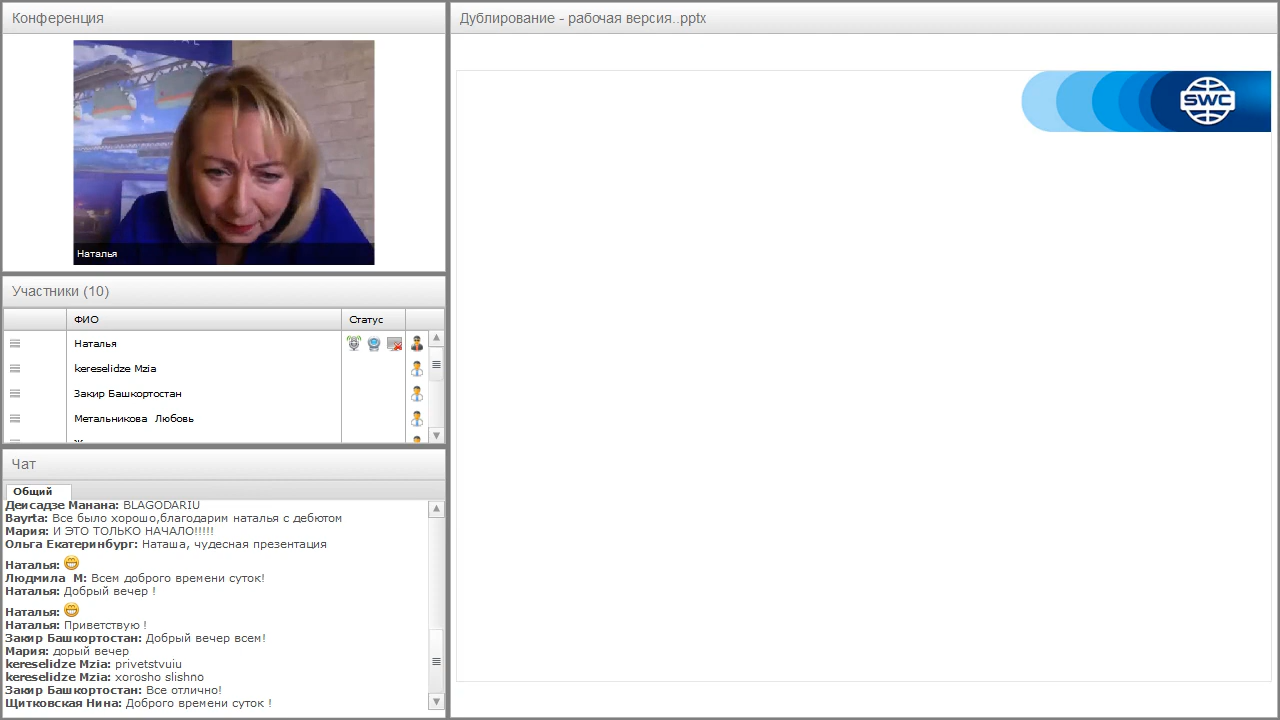 Конференция
Наталья
Участники (10)
ФИО
Статус
Наталья
kereselidze Mzia
Закир Башкортостан
Метальникова Любовь
Чат
Общий
Деисадзе Манана: BLAGODARIU
Bayrta: Все было хорошо,благодарим наталья с дебютом
Мария: И ЭТО ТОЛЬКО НАЧАЛО!!!!!
Ольга Екатеринбург: Наташа, чудесная презентация
Наталья:
Людмила М: Всем доброго времени суток!
Наталья: Добрый вечер !
Наталья:
Наталья: Приветствую !
Закир Башкортостан: Добрый вечер всем!
Мария: дорый вечер
kereselidze Mzia: privetstvuiu
kereselidze Mzia: xorosho slishno
Закир Башкортостан: Все отлично!
Щитковская Нина: Доброго времени суток !
Дублирование - рабочая версия..pptx
SWC